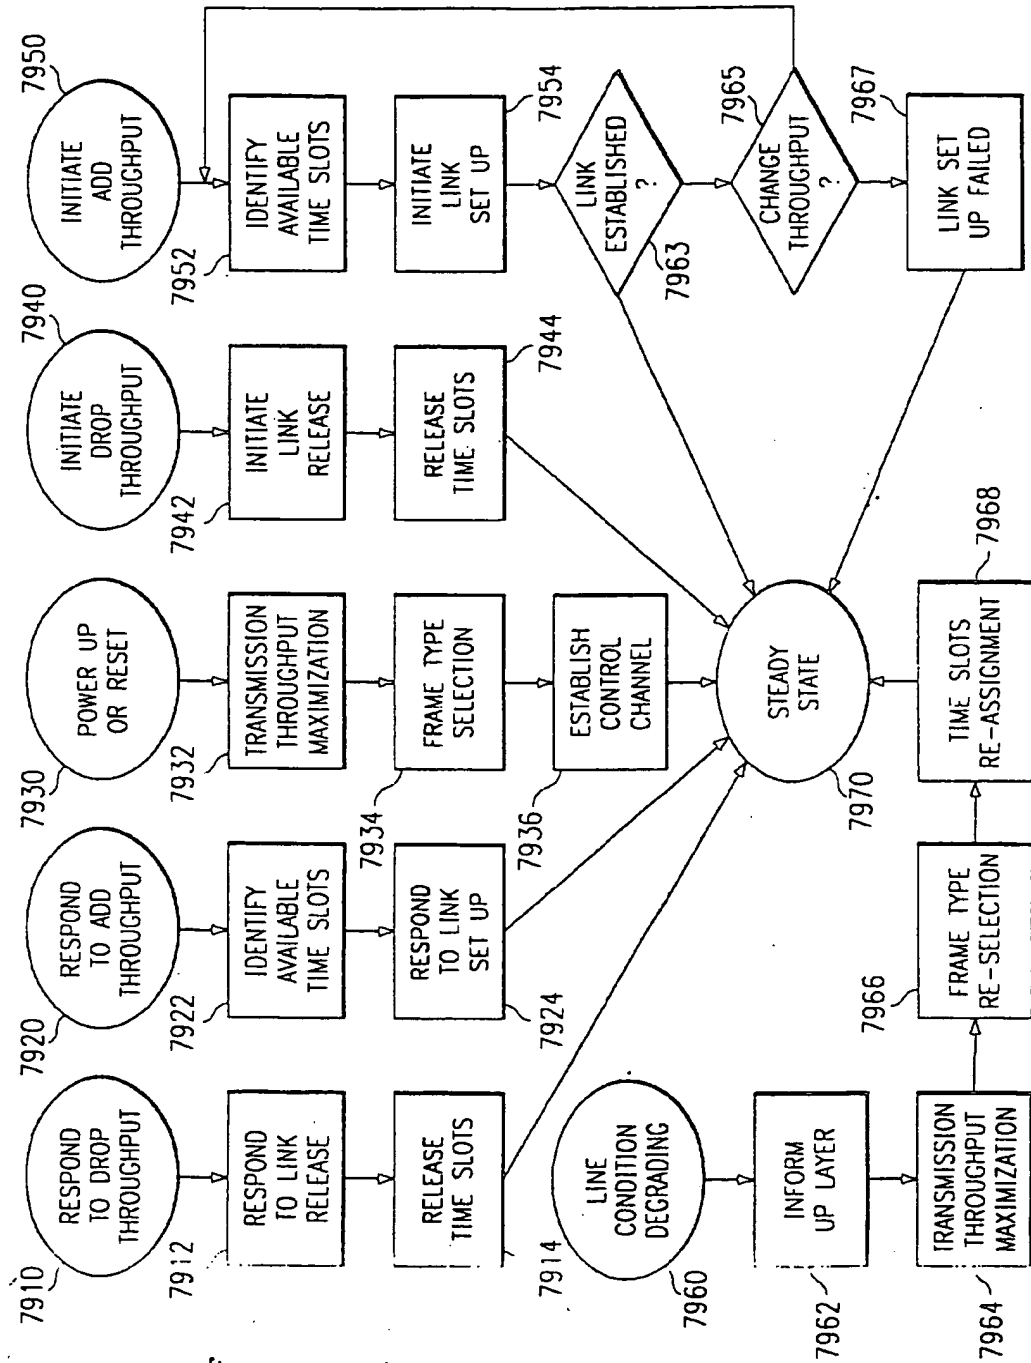 7910
RESPOND
TO DROP
THROUGHPUT
7912
RESPOND
TO LINK
RELEASE
RELEASE
TIME SLOTS
7914
7920
RESPOND
TO ADD
THROUGHPUT
7922
IDENTIFY
AVAILABLE
TIME SLOTS
RESPOND
TO LINK
SET UP
7924
7930
POWER UP
OR RESET
7932
TRANSMISSION
THROUGHPUT
MAXIMIZATION
7934
FRAME TYPE
SELECTION
7936
ESTABLISH
CONTROL
CHANNEL
7940
INITIATE
DROP
THROUGHPUT
7942
INITIATE
LINK
RELEASE
RELEASE
TIME SLOTS
7944
7950
INITIATE
ADD
THROUGHPUT
7952
IDENTIFY
AVAILABLE
TIME SLOTS
INITIATE
LINK
SET UP
7954
LINK
ESTABLISHED
?
7963
7965
CHANGE
THROUGHPUT
?
7967
LINK SET
UP FAILED
STEADY
STATE
7970
LINE
CONDITION
DEGRADING
7960
INFORM
UP LAYER
7962
TRANSMISSION
THROUGHPUT
MAXIMIZATION
7964
7966
FRAME TYPE
RE-SELECTION
TIME SLOTS
RE-ASSIGNMENT
7968